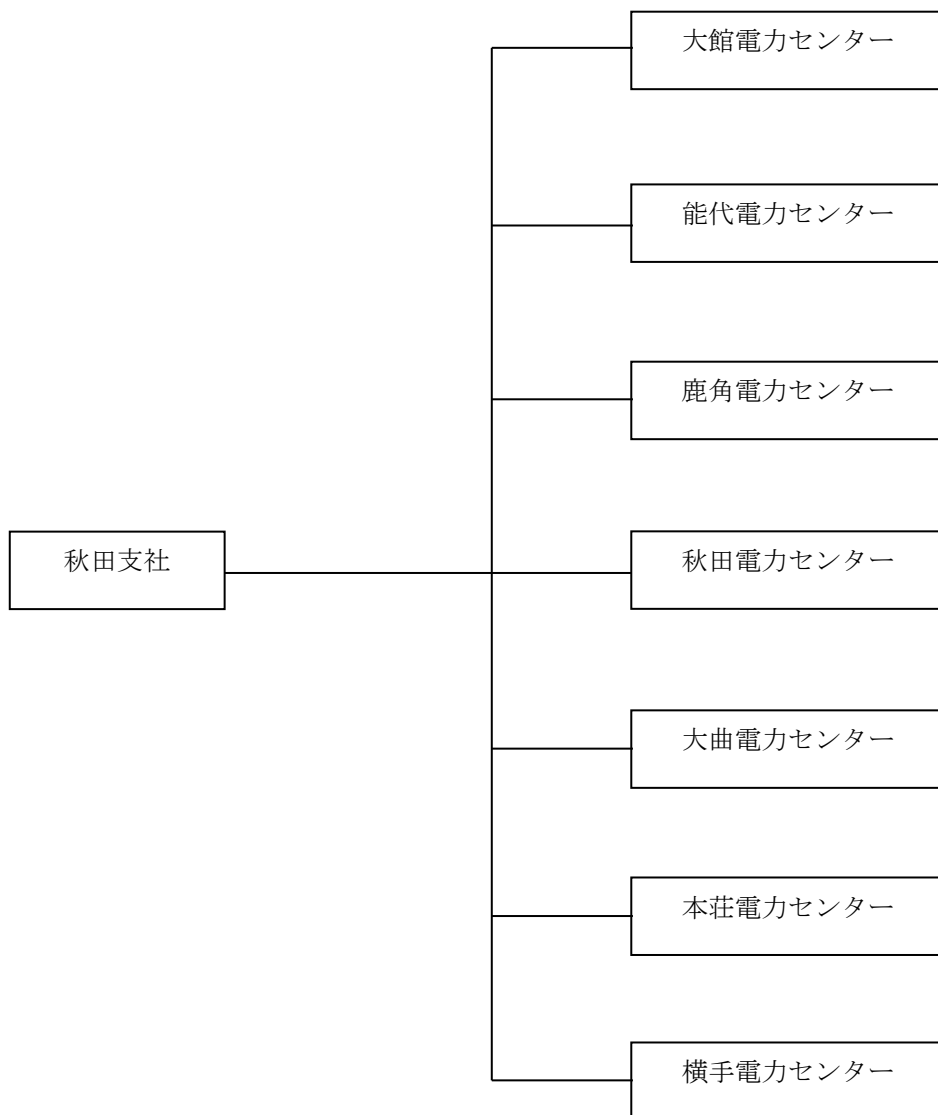 大館電力センター
能代電力センター
鹿角電力センター
秋田支社
秋田電力センター
大曲電力センター
本荘電力センター
横手電力センター